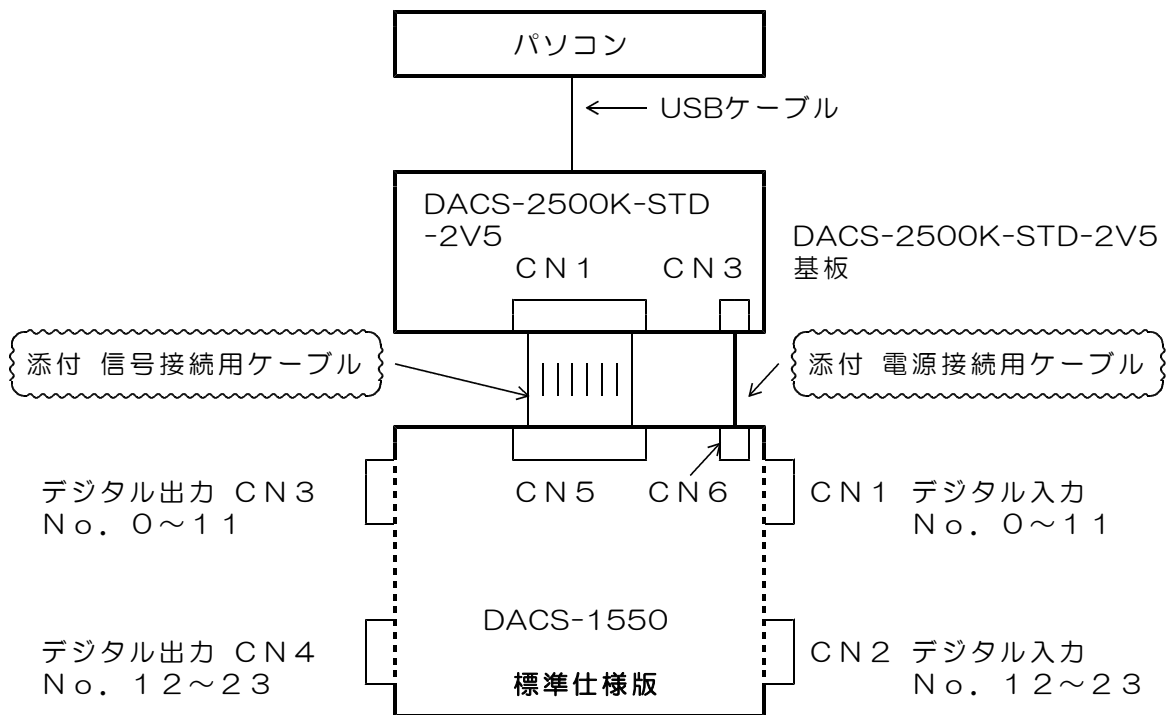 パソコン
USBケーブル
DACS-2500K-STD
-2V5
DACS-2500K-STD-2V5
基板
CN1
CN3
添付 信号接続用ケーブル
添付 電源接続用ケーブル
デジタル出力 CN3
No. 0~11
CN5
CN6
CN1 デジタル入力
No. 0~11
DACS-1550
デジタル出力 CN4
No. 12~23
標準仕様版
CN2 デジタル入力
No. 12~23